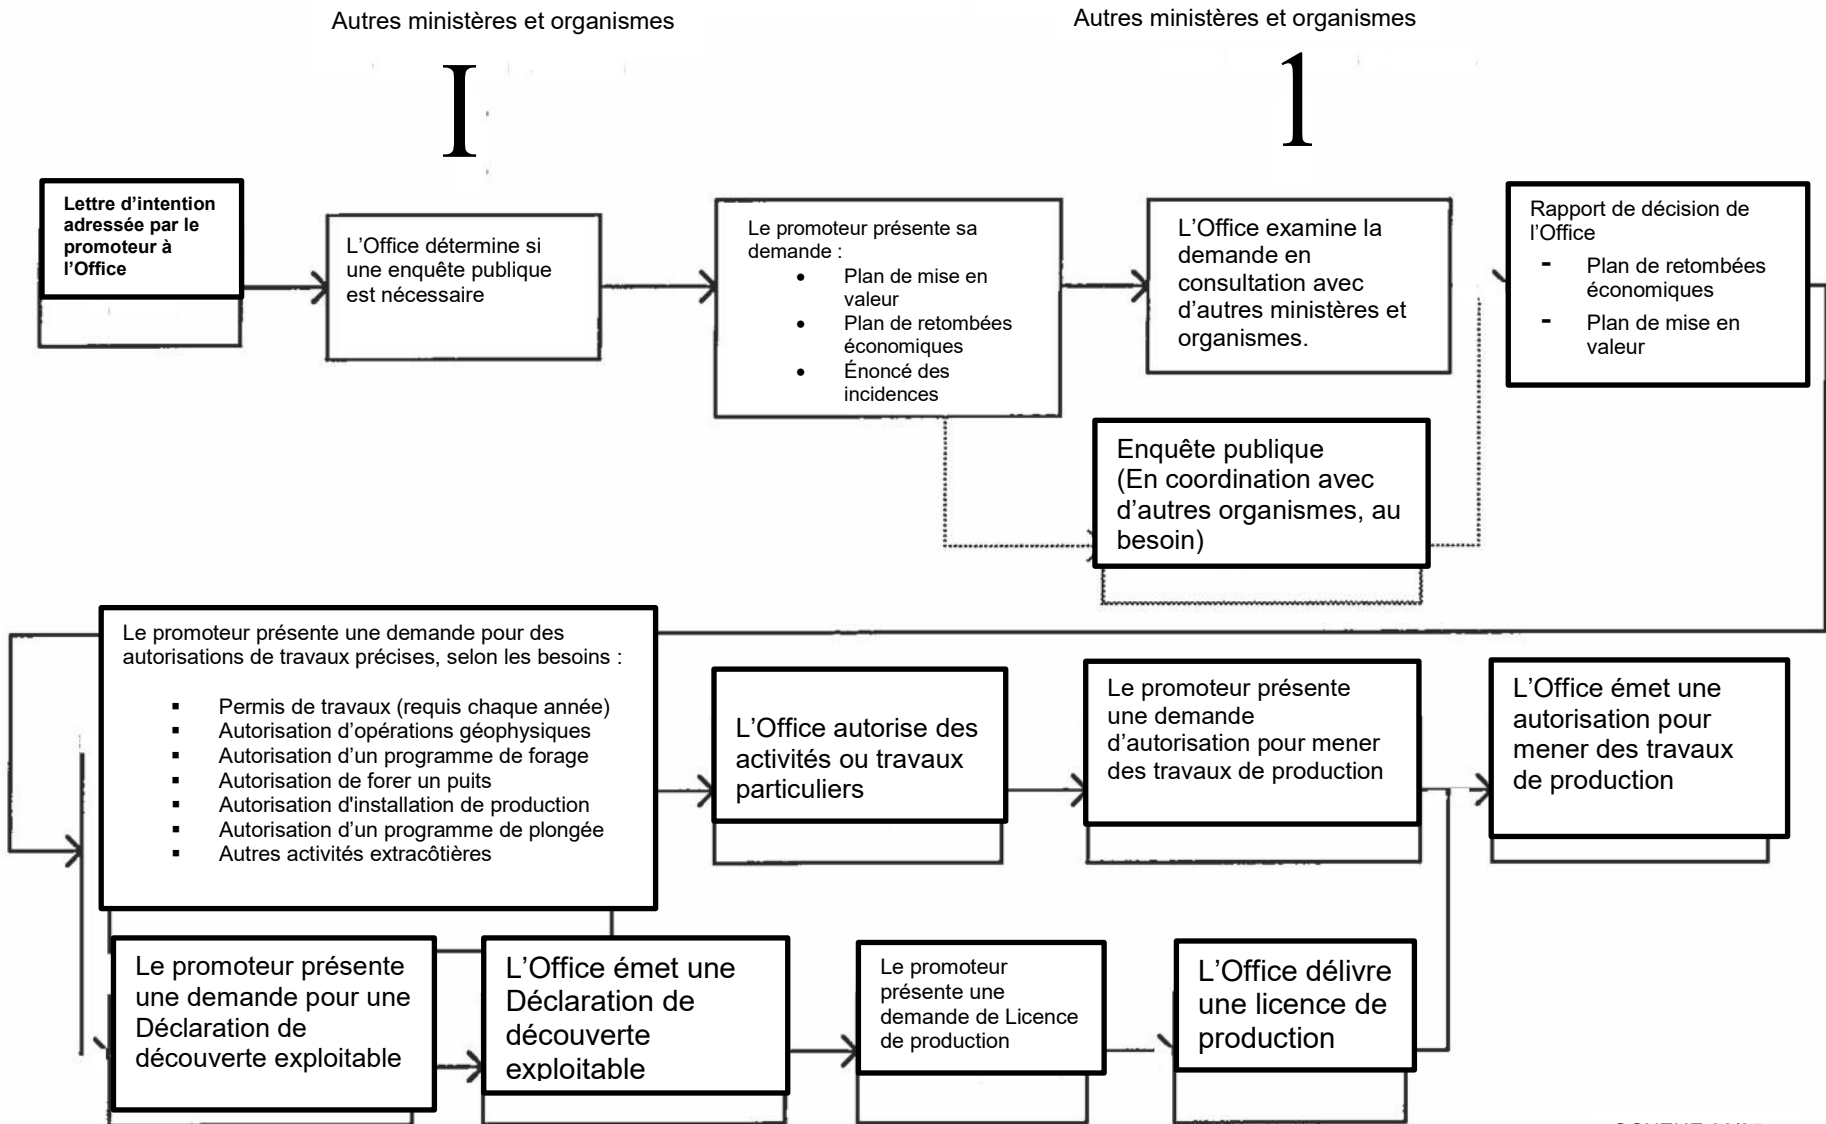 Autres ministères et organismes
Autres ministères et organismes
I
1
Lettre d’intention
adressée par le
promoteur à
l’Office
L’Office détermine si
une enquête publique
est nécessaire
Le promoteur présente sa
demande :
• Plan de mise en
valeur
• Plan de retombées
économiques
• Énoncé des
incidences
L’Office examine la
demande en
consultation avec
d’autres ministères et
organismes.
Rapport de décision de
l’Office
- Plan de retombées
économiques
- Plan de mise en
valeur
Enquête publique
(En coordination avec
d’autres organismes, au
besoin)
Le promoteur présente une demande pour des
autorisations de travaux précises, selon les besoins :
▪ Permis de travaux (requis chaque année)
▪ Autorisation d’opérations géophysiques
▪ Autorisation d’un programme de forage
▪ Autorisation de forer un puits
▪ Autorisation d'installation de production
▪ Autorisation d’un programme de plongée
▪ Autres activités extracôtières
L’Office autorise des
activités ou travaux
particuliers
Le promoteur présente
une demande
d’autorisation pour mener
des travaux de production
L’Office émet une
autorisation pour
mener des travaux
de production
Le promoteur présente
une demande pour une
Déclaration de
découverte exploitable
L’Office émet une
Déclaration de
découverte
exploitable
Le promoteur
présente une
demande de Licence
de production
L’Office délivre
une licence de
production